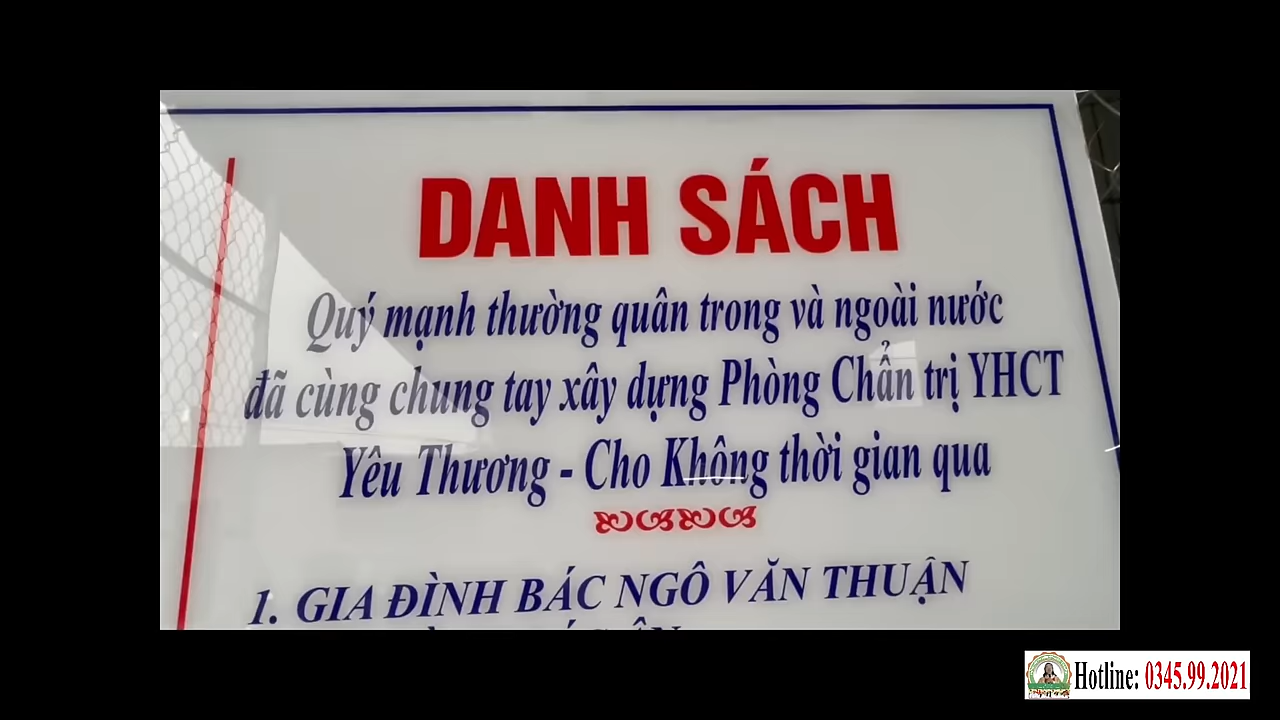 DANH SÁCH
Quý mạnh thường quân trong và ngoài nước
đã cùng chung tay xây dựng Phòng Chẩn trị YHCT
Yêu Thương - Cho Không thời gian qua
1. GIA ĐÌNH BÁC NGÔ VĂN THUẬN
Hotline: 0345.99.2021